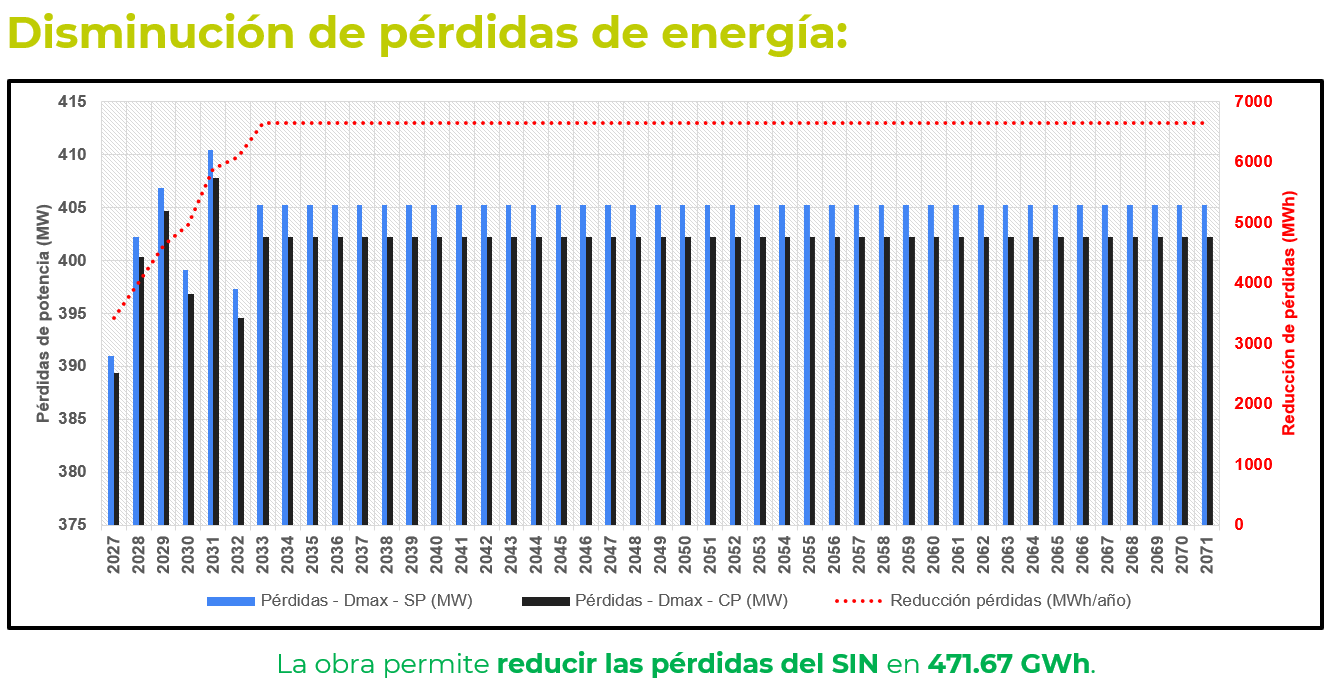 Disminución de pérdidas de energía:
415
410
405
400
395
390
385
380
375
Pérdidas de potencia (MW)
7000
6000
5000
4000
3000
2000
1000
0
Reducción de pérdidas (MWh)
2027 2028 2029 2030 2031 2032 2033 2034 2035 2036 2037 2038 2039 2040 2041 2042 2043 2044 2045 2046 2047 2048 2049 2050 2051 2052 2053 2054 2055 2056 2057 2058 2059 2060 2061 2062 2063 2064 2065 2066 2067 2068 2069 2070 2071
Pérdidas - Dmax - SP (MW) Pérdidas - Dmax - CP (MW) Reducción pérdidas (MWh/año)
La obra permite reducir las pérdidas del SIN en 471.67 GWh.